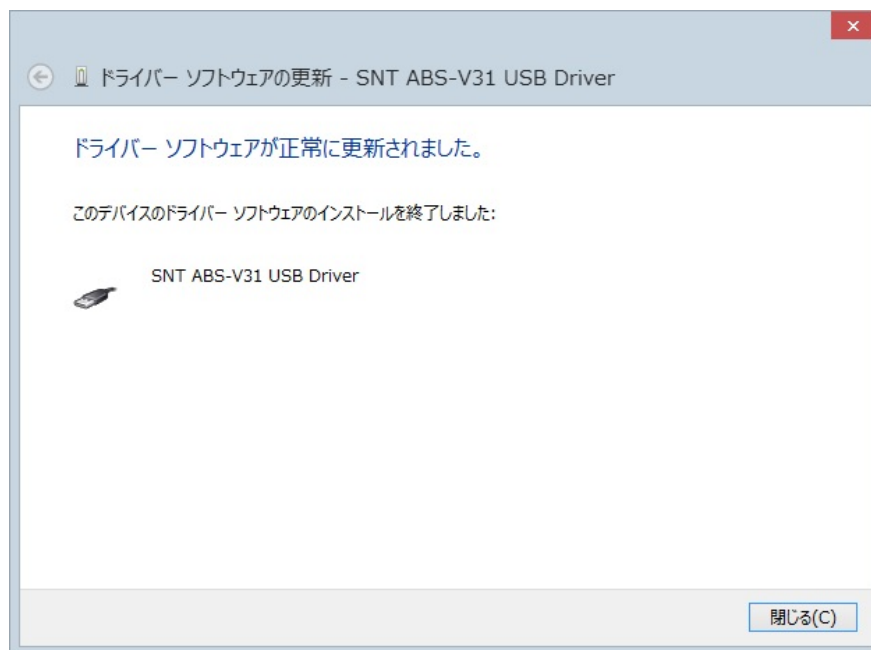 ドライバー ソフトウェアの更新 - SNT ABS-V31 USB Driver
ドライバー ソフトウェアが正常に更新されました。
このデバイスのドライバー ソフトウェアのインストールを終了しました:
SNT ABS-V31 USB Driver
閉じる(C)